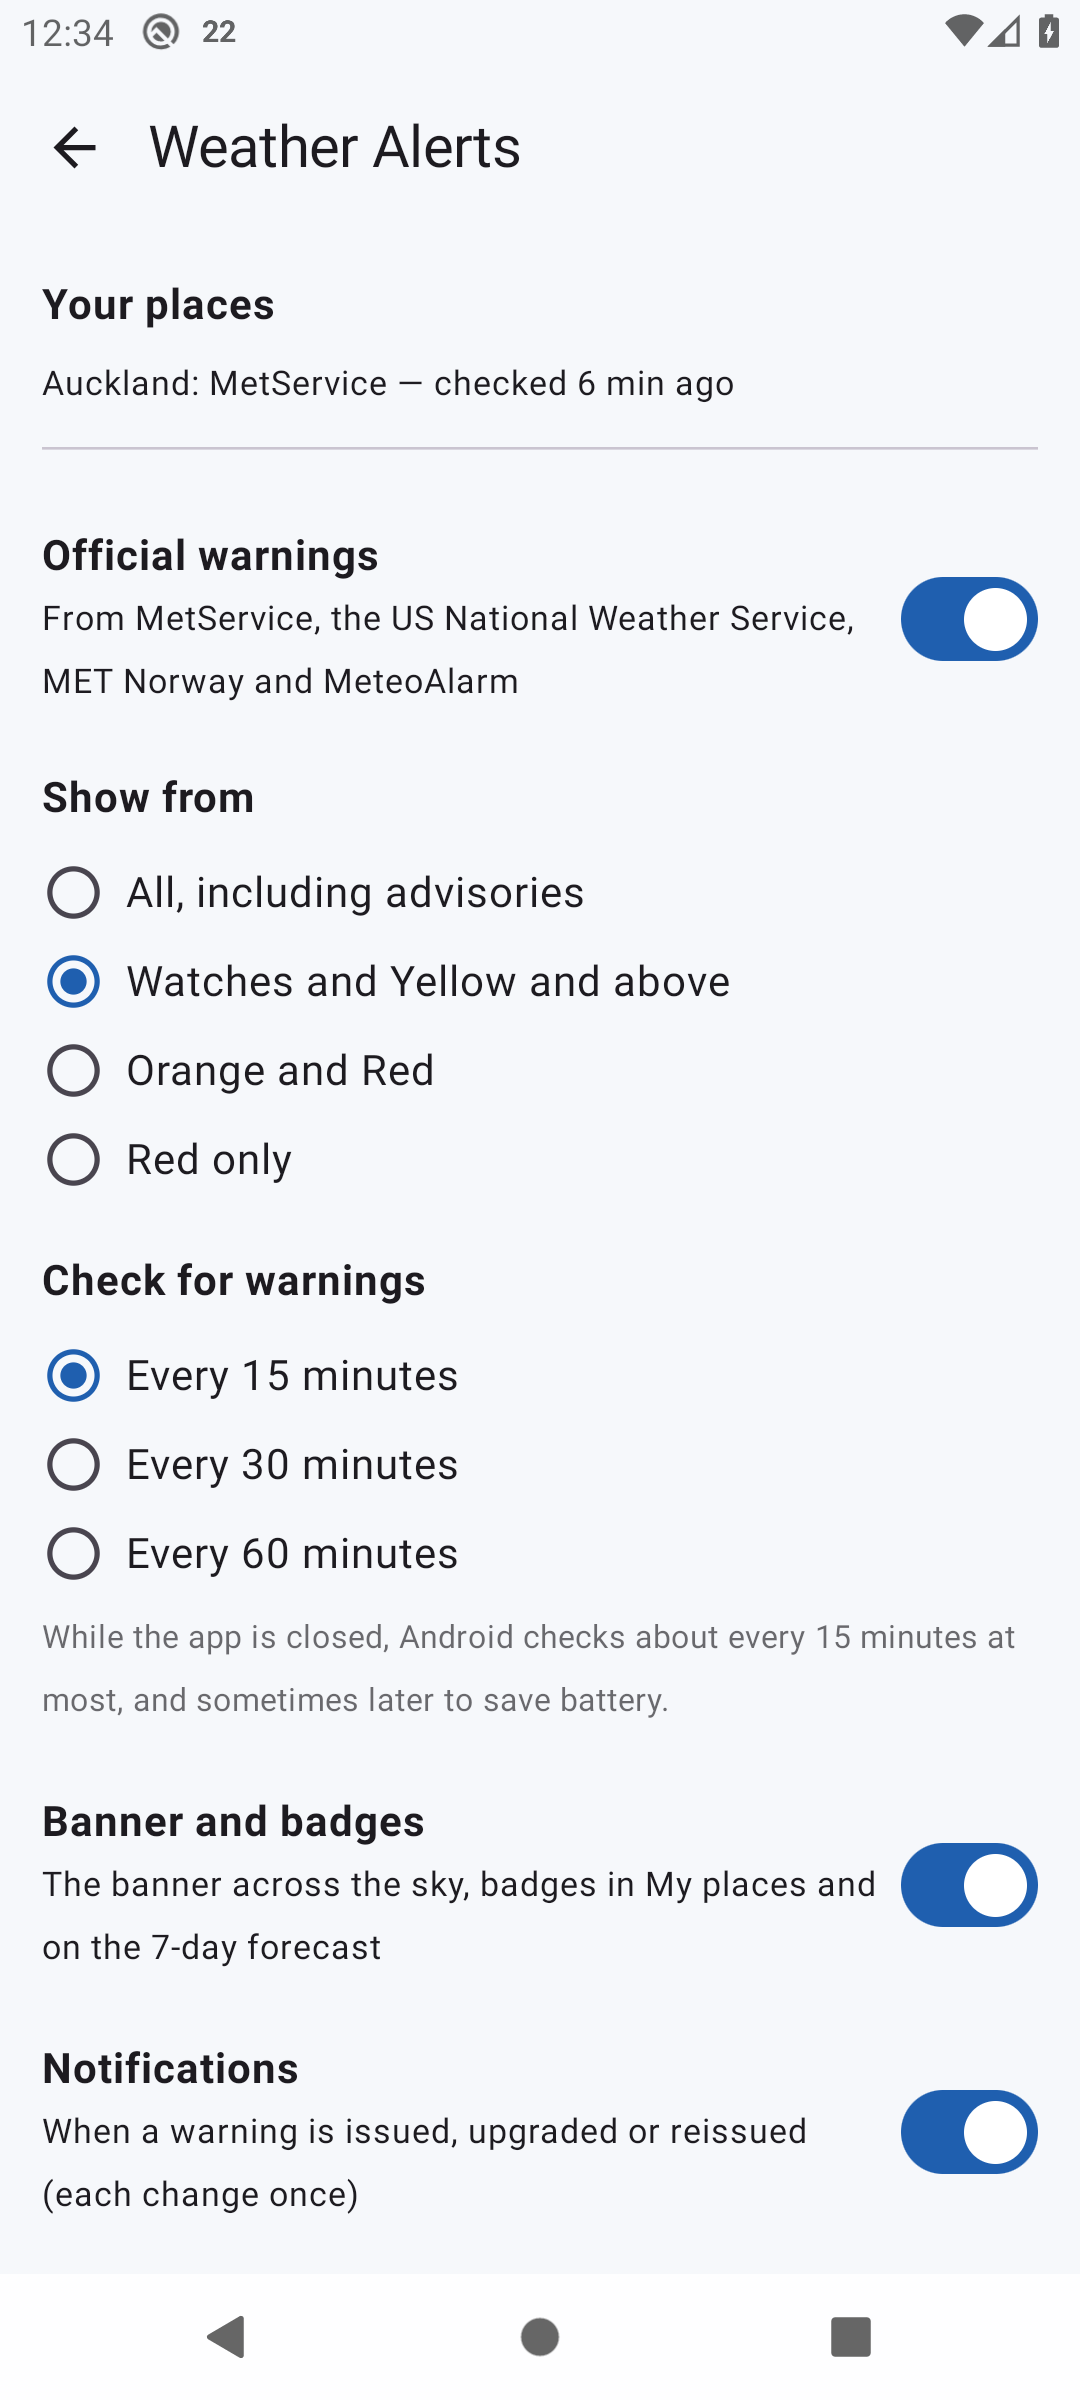 12:34 22
Weather Alerts
Your places
Auckland: MetService — checked 6 min ago
Official warnings
From MetService, the US National Weather Service,
MET Norway and MeteoAlarm
Show from
All, including advisories
Watches and Yellow and above
Orange and Red
Red only
Check for warnings
Every 15 minutes
Every 30 minutes
Every 60 minutes
While the app is closed, Android checks about every 15 minutes at
most, and sometimes later to save battery.
Banner and badges
The banner across the sky, badges in My places and
on the 7-day forecast
Notifications
When a warning is issued, upgraded or reissued
(each change once)